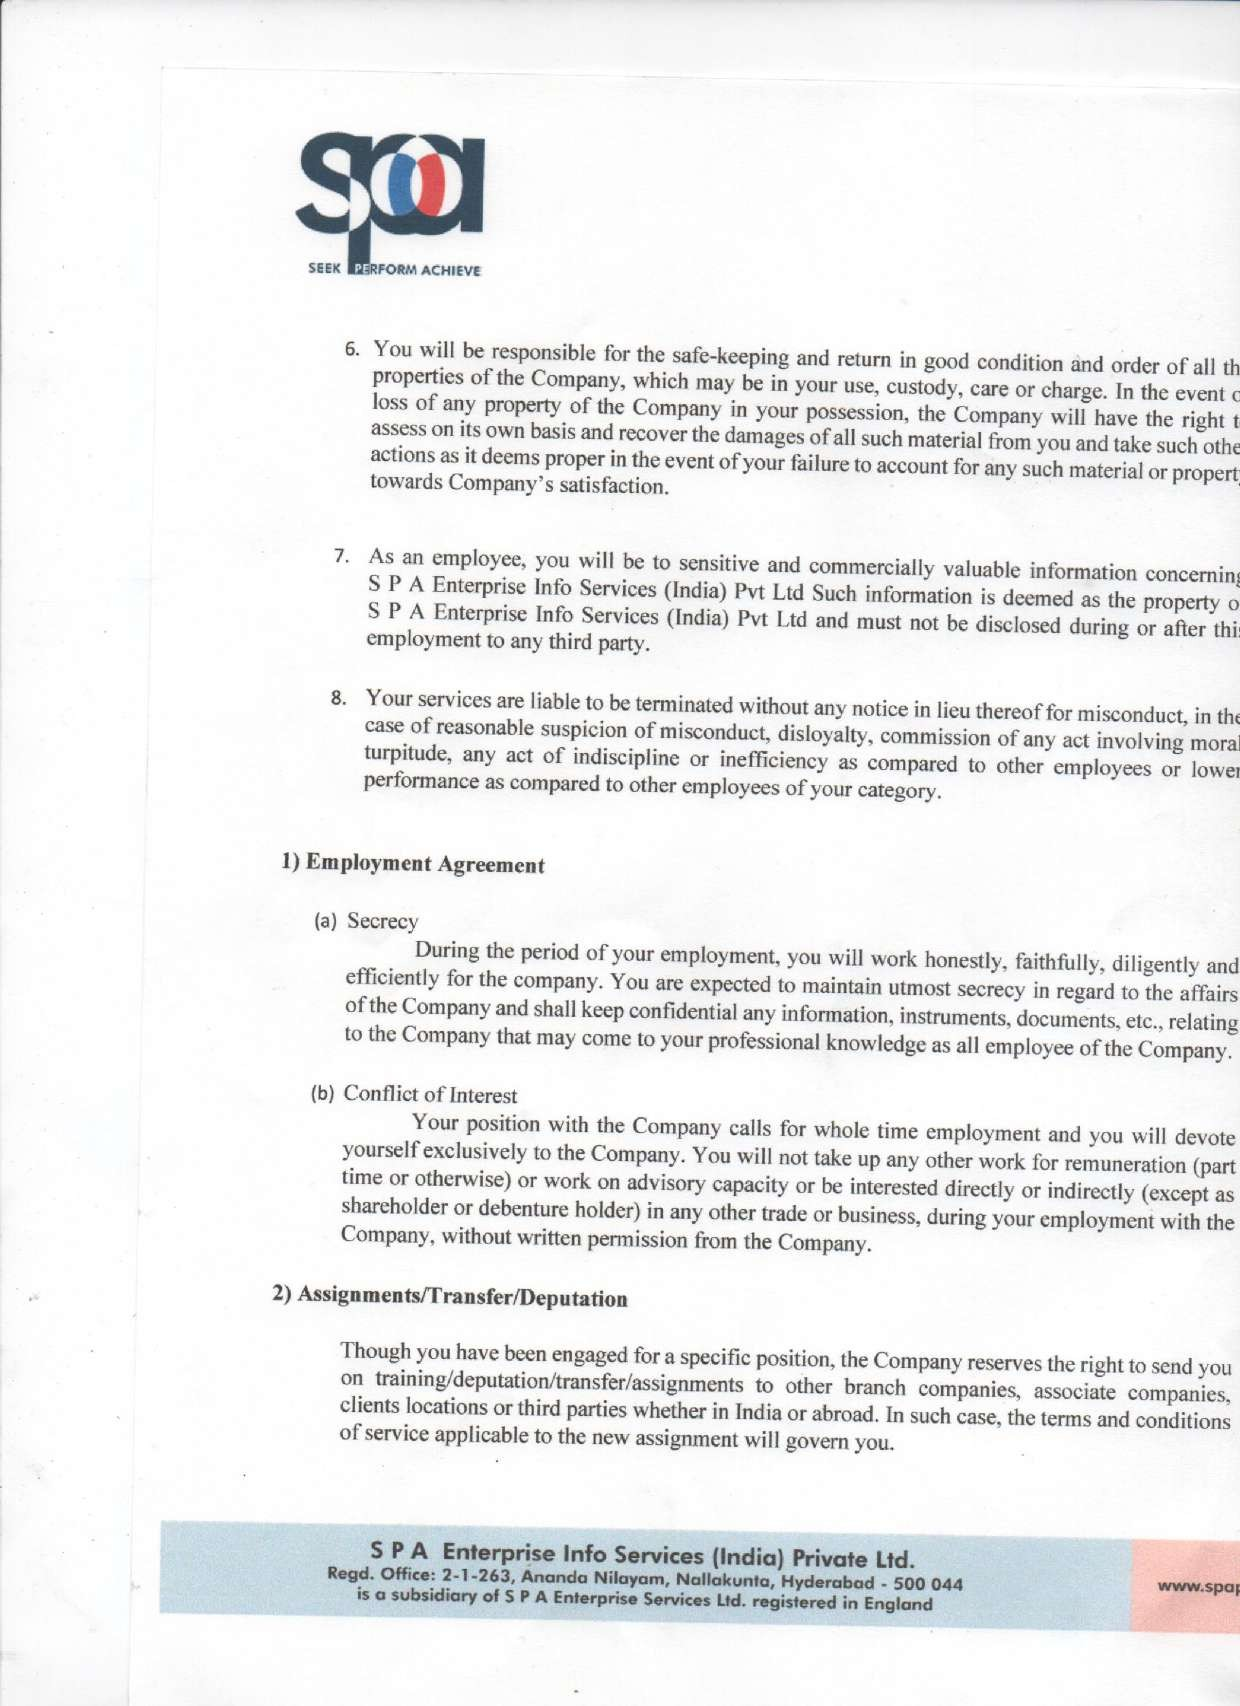 spa
SEEK PERFORM ACHIEVE
6. You will be responsible for the safe-keeping and return in good condition and order of all th
properties of the Company, which may be in your use, custody, care or charge. In the event o
loss of any property of the Company in your possession, the Company will have the right t
assess on its own basis and recover the damages of all such material from you and take such othe
actions as it deems proper in the event of your failure to account for any such material or property
towards Company's satisfaction.
7. As an employee, you will be to sensitive and commercially valuable information concerning
S P A Enterprise Info Services (India) Pvt Ltd Such information is deemed as the property o
S P A Enterprise Info Services (India) Pvt Ltd and must not be disclosed during or after this
employment to any third party.
8. Your services are liable to be terminated without any notice in lieu thereof for misconduct, in the
case of reasonable suspicion of misconduct, disloyalty, commission of any act involving moral
turpitude, any act of indiscipline or inefficiency as compared to other employees or lower
performance as compared to other employees of your category.
1) Employment Agreement
(a) Secrecy
During the period of your employment, you will work honestly, faithfully, diligently and
efficiently for the company. You are expected to maintain utmost secrecy in regard to the affairs
of the Company and shall keep confidential any information, instruments, documents, etc., relating
to the Company that may come to your professional knowledge as all employee of the Company.
(b) Conflict of Interest
Your position with the Company calls for whole time employment and you will devote
yourself exclusively to the Company. You will not take up any other work for remuneration (part
time or otherwise) or work on advisory capacity or be interested directly or indirectly (except as
shareholder or debenture holder) in any other trade or business, during your employment with the
Company, without written permission from the Company.
2) Assignments/Transfer/Deputation
Though you have been engaged for a specific position, the Company reserves the right to send you
on training/deputation/transfer/assignments to other branch companies, associate companies,
clients locations or third parties whether in India or abroad. In such case, the terms and conditions
of service applicable to the new assignment will govern you.
S P A Enterprise Info Services (India) Private Ltd.
Regd. Office: 2-1-263, Ananda Nilayam, Nallakunta, Hyderabad - 500 044
is a subsidiary of S P A Enterprise Services Ltd. registered in England
www.spap